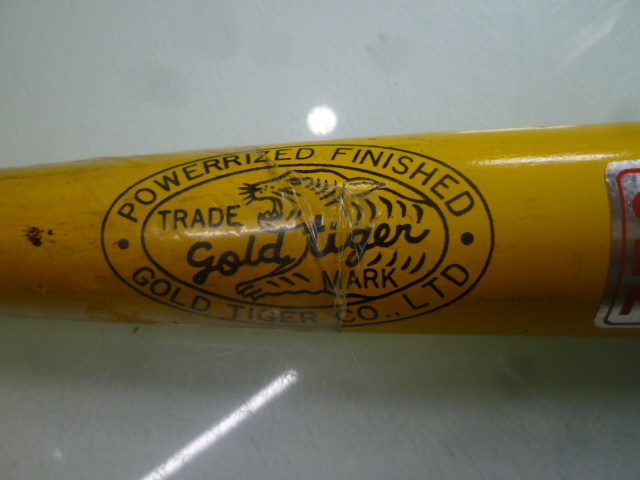 POWERRIZED FINISHED
TRADE
Gold tiger
MARK
GOLD TIGER CO., LTD